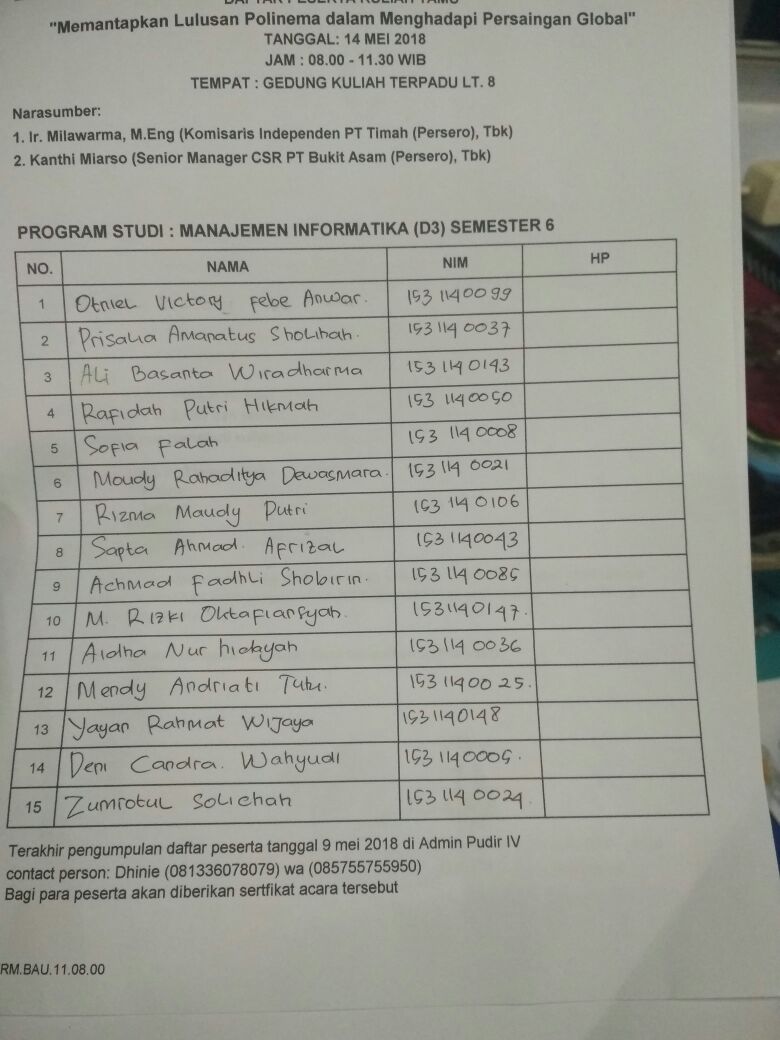 DAFTAR PESERTA KULIAH TAMU
"Memantapkan Lulusan Polinema dalam Menghadapi Persaingan Global"
TANGGAL: 14 MEI 2018
JAM : 08.00 - 11.30 WIB
TEMPAT : GEDUNG KULIAH TERPADU LT. 8
Narasumber:
1. Ir. Milawarma, M.Eng (Komisaris Independen PT Timah (Persero), Tbk)
2. Kanthi Miarso (Senior Manager CSR PT Bukit Asam (Persero), Tbk)
PROGRAM STUDI : MANAJEMEN INFORMATIKA (D3) SEMESTER 6
NO. NAMA NIM HP
1 Otniel Victory Febe Anwar. 1531140099
2 Prisalia Amanatus Sholihah. 1531140037
3 Ali Basanta Wiradharma 1531140143
4 Rafidah Putri Hikmah 1531140050
5 Sofia Falah 1531140008
6 Moudy Rahaditya Dewasmara. 1531140021
7 Rizma Maudy Putri 1531140106
8 Sapta Ahmad. Afrizal 1531140043
9 Achmad Fadhli Shobirin. 1531140085
10 M. Rizki Oktafiansyah. 1531140147.
11 Aidha Nur hidayah 1531140036
12 Mendy Andriati Tutu. 1531140025.
13 Yayan Rahmat Wijaya 1531140148
14 Deni Candra. Wahyudi 1531140005.
15 Zumrotul Solichah 1531140024.
Terakhir pengumpulan daftar peserta tanggal 9 mei 2018 di Admin Pudir IV
contact person: Dhinie (081336078079) wa (085755755950)
Bagi para peserta akan diberikan sertfikat acara tersebut
RM.BAU.11.08.00